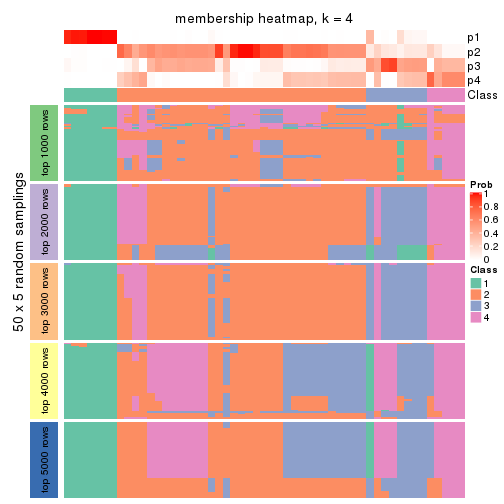 membership heatmap, k = 4
p1
p2
p3
p4
Class
50 x 5 random samplings
top 1000 rows
top 2000 rows
top 3000 rows
top 4000 rows
top 5000 rows
Prob
1
0.8
0.6
0.4
0.2
0
Class
1
2
3
4